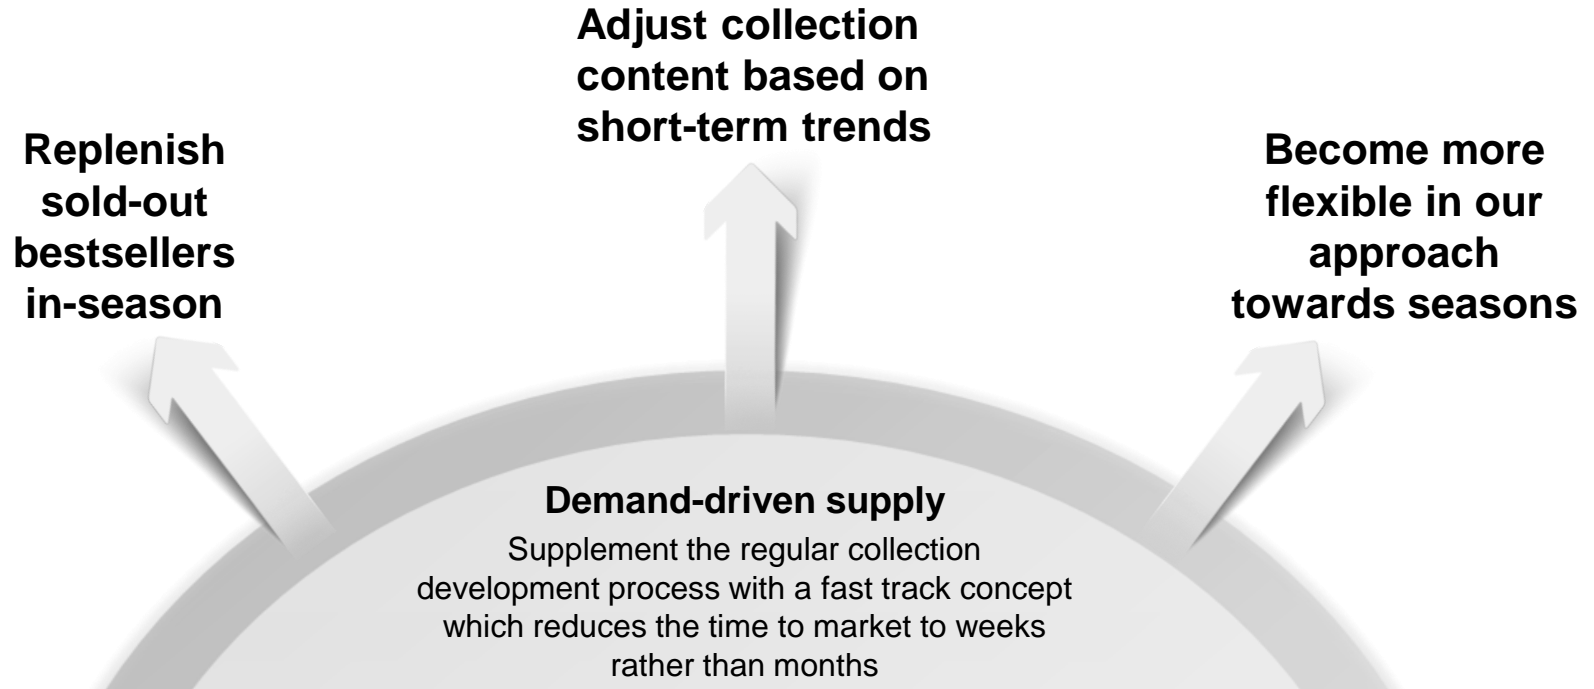 Adjust collection
content based on
short-term trends
Replenish
sold-out
bestsellers
in-season
Become more
flexible in our
approach
towards seasons
Demand-driven supply
Supplement the regular collection
development process with a fast track concept
which reduces the time to market to weeks
rather than months